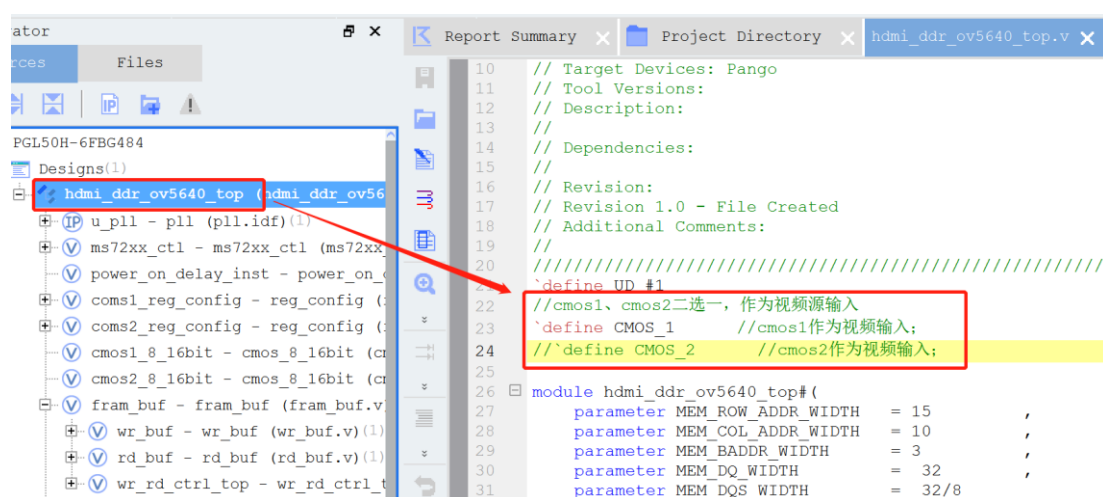 ator
Report Summary
Project Directory
hdmi_ddr_ov5640_top.v
Files
PGL50H-6FBG484
Designs(1)
hdmi_ddr_ov5640_top (hdmi_ddr_ov56
IP u_pll - pll (pll.idf)(1)
V ms72xx_ctl - ms72xx_ctl (ms72xx
V power_on_delay_inst - power_on_
V coms1_reg_config - reg_config (
V coms2_reg_config - reg_config (
V cmos1_8_16bit - cmos_8_16bit (
V cmos2_8_16bit - cmos_8_16bit (
V fram_buf - fram_buf (fram_buf.v
V wr_buf - wr_buf (wr_buf.v)(1)
V rd_buf - rd_buf (rd_buf.v)(1)
V wr_rd_ctrl_top - wr_rd_ctrl_t
10 // Target Devices: Pango
11 // Tool Versions:
12 // Description:
13 //
14 // Dependencies:
15 //
16 // Revision:
17 // Revision 1.0 - File Created
18 // Additional Comments:
19 //
20 ////////////////////////////////////////////////////////
21 `define UD #1
22 //cmos1、cmos2二选一，作为视频源输入
23 `define CMOS_1 //cmos1作为视频输入；
24 //`define CMOS_2 //cmos2作为视频输入；
25
26 module hdmi_ddr_ov5640_top#(
27 parameter MEM_ROW_ADDR_WIDTH = 15 ,
28 parameter MEM_COL_ADDR_WIDTH = 10 ,
29 parameter MEM_BADDR_WIDTH = 3 ,
30 parameter MEM_DQ_WIDTH = 32 ,
31 parameter MEM_DQS_WIDTH = 32/8